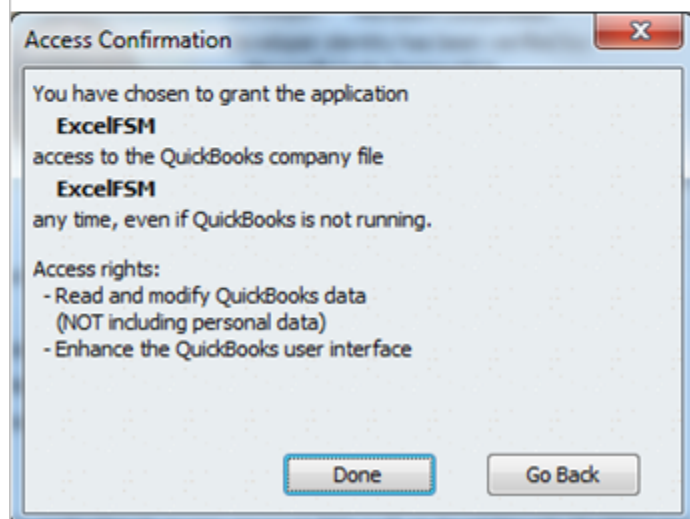 Access Confirmation
You have chosen to grant the application
ExcelFSM
access to the QuickBooks company file
ExcelFSM
any time, even if QuickBooks is not running.
Access rights:
- Read and modify QuickBooks data
(NOT including personal data)
- Enhance the QuickBooks user interface
Done Go Back